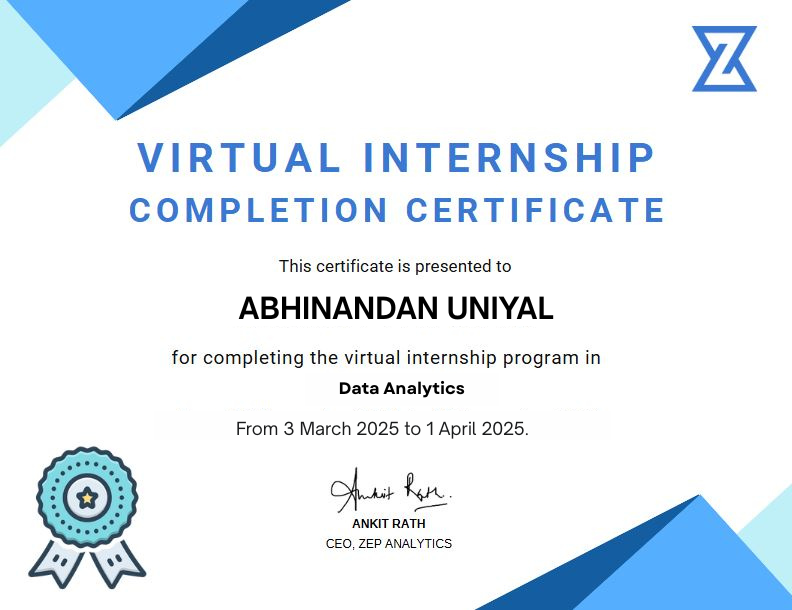 VIRTUAL INTERNSHIP
COMPLETION CERTIFICATE
This certificate is presented to
ABHINANDAN UNIYAL
for completing the virtual internship program in
Data Analytics
From 3 March 2025 to 1 April 2025.
Ankit Rath.
ANKIT RATH
CEO, ZEP ANALYTICS